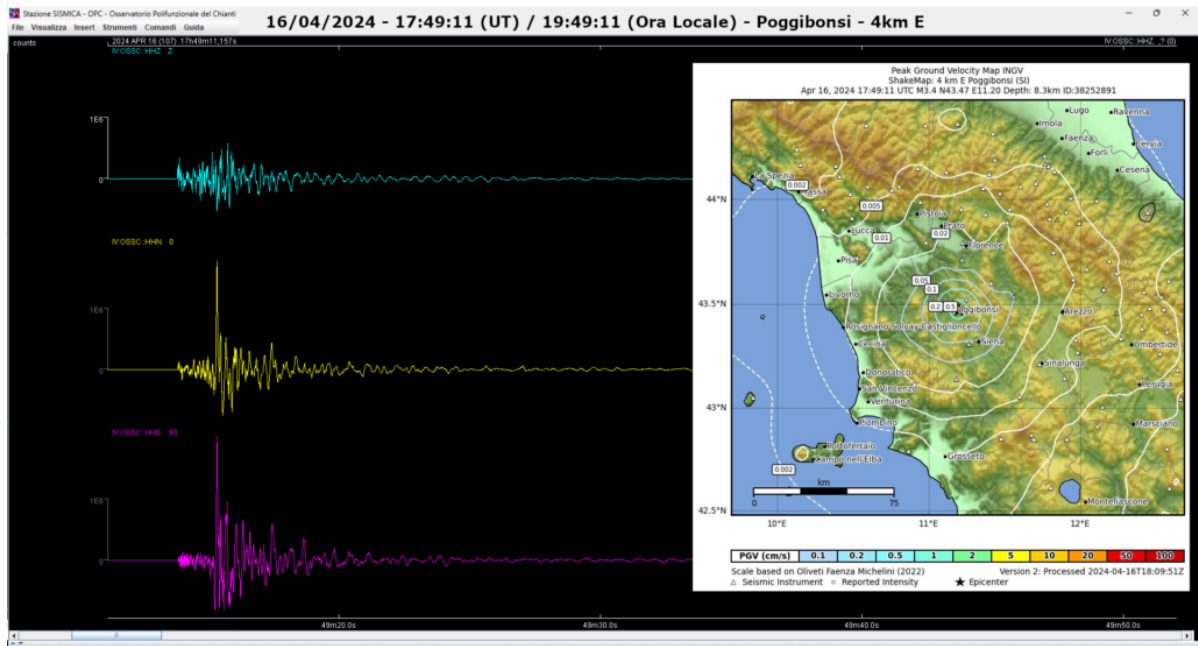 Stazione SISMICA - OPC - Osservatorio Polifunzionale del Chianti
16/04/2024 - 17:49:11 (UT) / 19:49:11 (Ora Locale) - Poggibonsi - 4km E
File Visualizza Insert Strumenti Comandi Guida
counts
2024 APR 16 (107) 17h49m11,157s
IV:OSSC::HHZ ,? (0)
IV:OSSC::HHZ Z
1E6
0
IV:OSSC::HHN 0
1E6
0
IV:OSSC::HHE 90
1E6
0
49m20.0s
49m30.0s
49m40.0s
49m50.0s
Peak Ground Velocity Map INGV
ShakeMap: 4 km E Poggibonsi (SI)
Apr 16, 2024 17:49:11 UTC M3.4 N43.47 E11.20 Depth: 8.3km ID:38252891
Lugo
Ravenna
Imola
Faenza
Cervia
Forli
Cesena
La Spezia
0.002
Massa
44°N
0.005
Pistoia
Prato
0.02
Lucca
0.01
Florence
Pisa
0.05
0.1
Livorno
43.5°N
0.2
0.5
Poggibonsi
Arezzo
Rosignano Solvay-Castiglioncello
Siena
Cecina
Umbertide
Sinalunga
Donoratico
Perugia
San Vincenzo
Venturina
43°N
Piombino
Marsciano
Portoferraio
Campo nell'Elba
Grosseto
0.002
km
0
75
Montefiascone
42.5°N
10°E
11°E
12°E
PGV (cm/s) 0.1 0.2 0.5 1 2 5 10 20 50 100
Scale based on Oliveti Faenza Michelini (2022)
Version 2: Processed 2024-04-16T18:09:51Z
△ Seismic Instrument ○ Reported Intensity ★ Epicenter